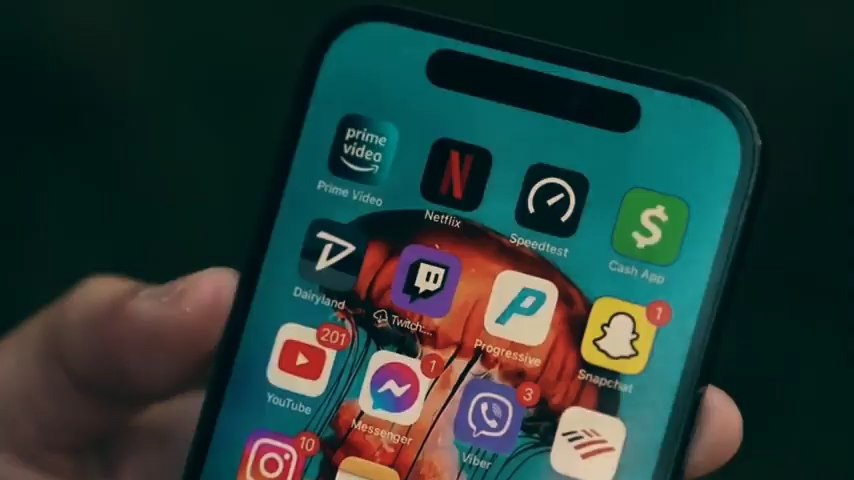 prime
video
Prime Video
N
Netflix
Speedtest
$
Cash App
D
Dairyland
Twitch:...
P
Progressive
1
Snapchat
201
YouTube
1
Messenger
3
Viber
10